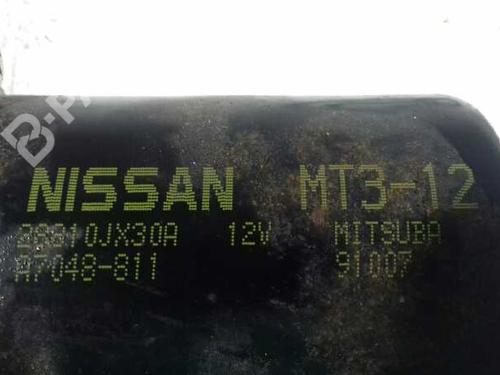 NISSAN MT3-12
28810JX30A 12V MITSUBA
A7048-811 91007